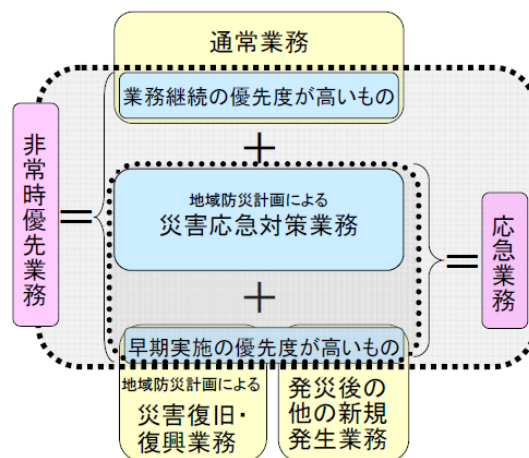 通常業務
業務継続の優先度が高いもの
+
非常時優先業務
=
地域防災計画による
災害応急対策業務
=
応急業務
+
早期実施の優先度が高いもの
地域防災計画による
災害復旧・
復興業務
発災後の
他の新規
発生業務